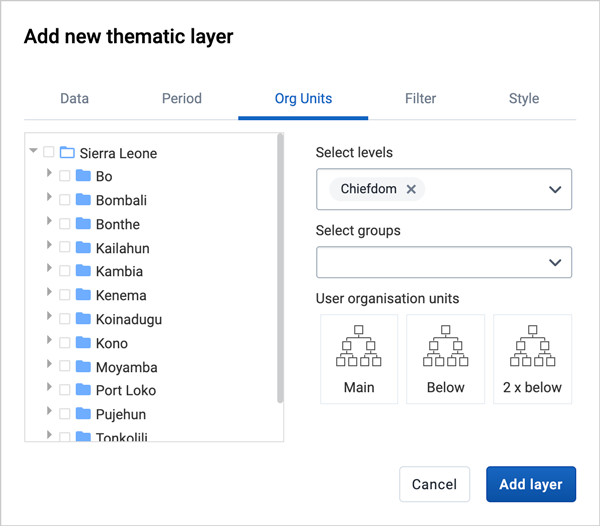 Add new thematic layer
Data Period Org Units Filter Style
Sierra Leone
Bo
Bombali
Bonthe
Kailahun
Kambia
Kenema
Koinadugu
Kono
Moyamba
Port Loko
Pujehun
Tonkolili
Select levels
Chiefdom
Select groups
User organisation units
Main Below 2 x below
Cancel Add layer